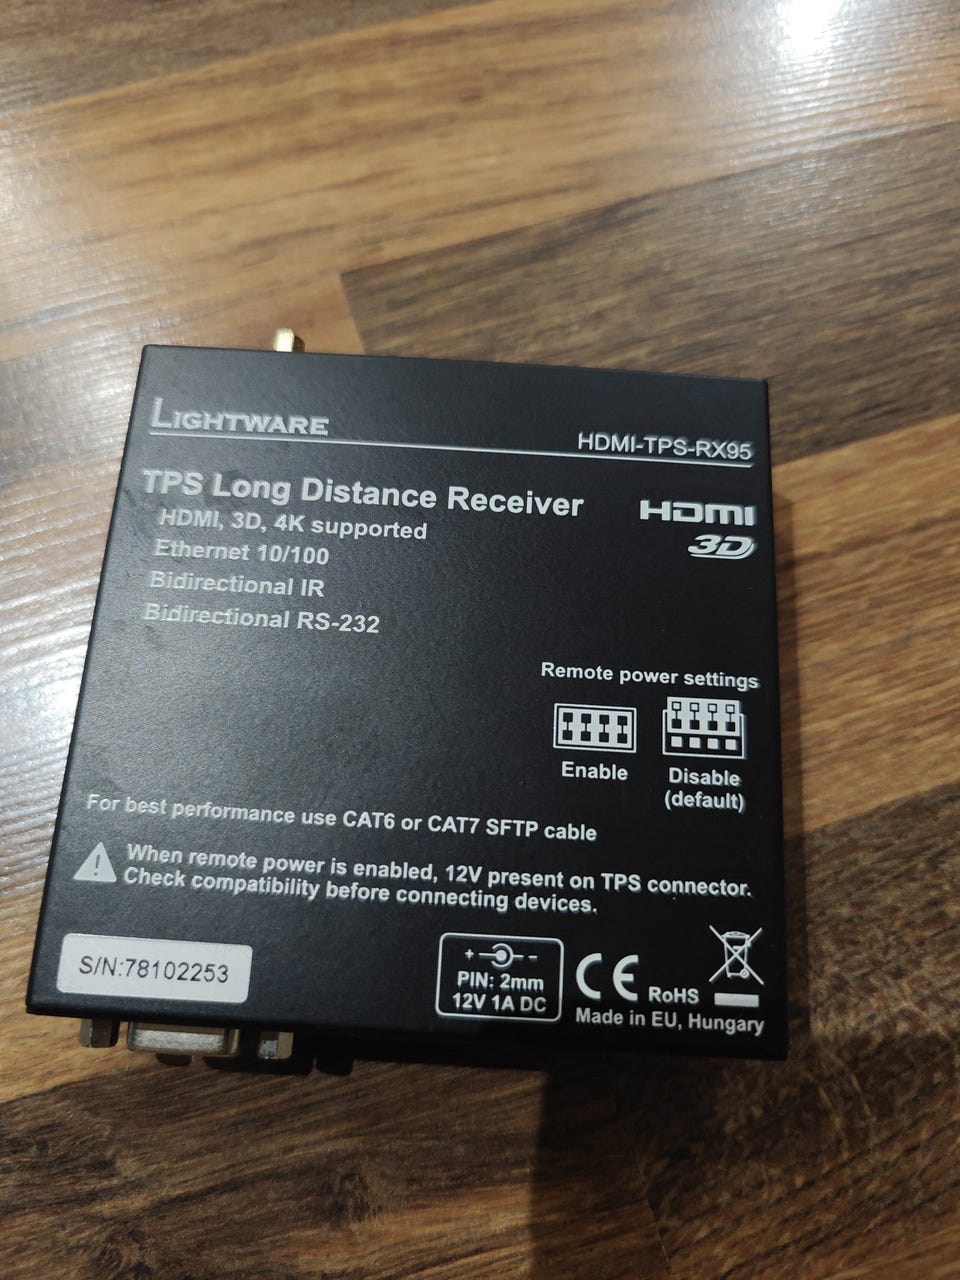 LIGHTWARE
HDMI-TPS-RX95
TPS Long Distance Receiver
HDMI, 3D, 4K supported
Ethernet 10/100
Bidirectional IR
Bidirectional RS-232
HDMI
3D
Remote power settings
Enable
Disable
(default)
For best performance use CAT6 or CAT7 SFTP cable
When remote power is enabled, 12V present on TPS connector.
Check compatibility before connecting devices.
S/N:78102253
+ -
PIN: 2mm
12V 1A DC
CE RoHS
Made in EU, Hungary